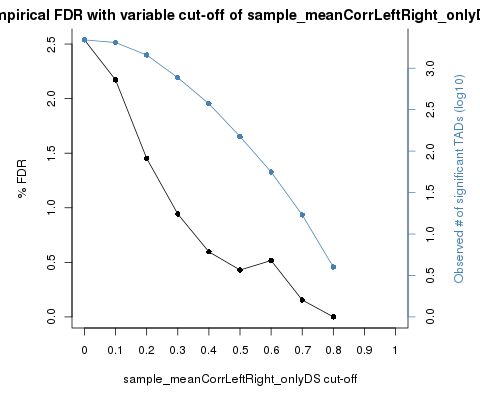 mpirical FDR with variable cut-off of sample_meanCorrLeftRight_onlyD
% FDR
0.0 0.5 1.0 1.5 2.0 2.5
0.0 0.5 1.0 1.5 2.0 2.5 3.0
Observed # of significant TADs (log10)
0 0.1 0.2 0.3 0.4 0.5 0.6 0.7 0.8 0.9 1
sample_meanCorrLeftRight_onlyDS cut-off